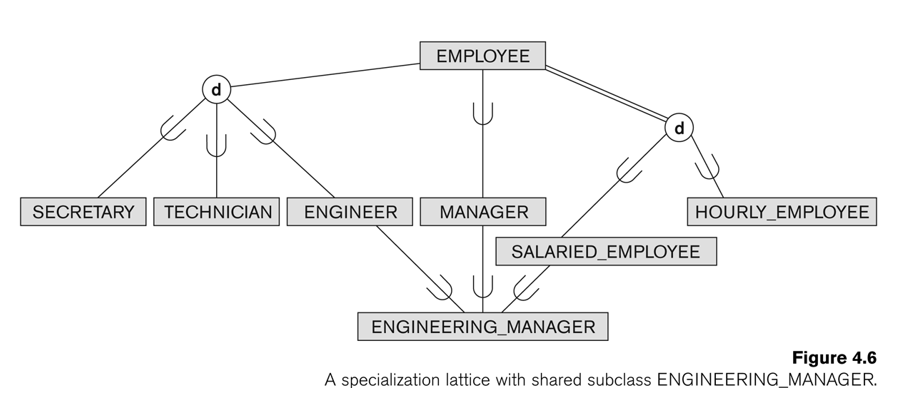 EMPLOYEE
d
d
SECRETARY
TECHNICIAN
ENGINEER
MANAGER
HOURLY_EMPLOYEE
SALARIED_EMPLOYEE
ENGINEERING_MANAGER
Figure 4.6
A specialization lattice with shared subclass ENGINEERING_MANAGER.